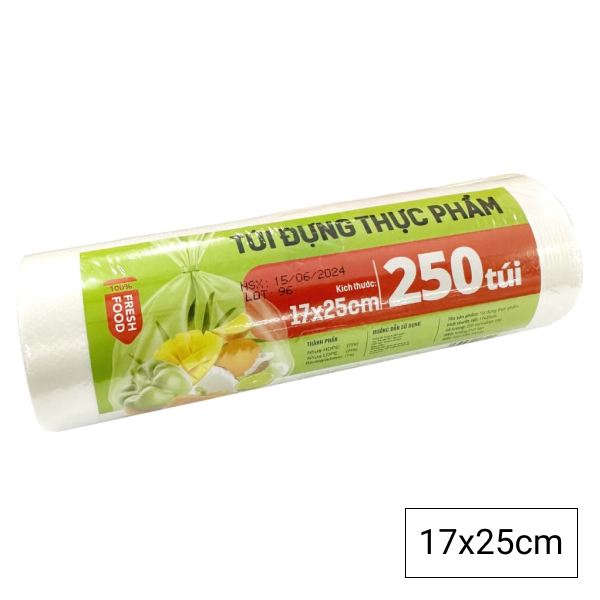 TÚI ĐỰNG THỰC PHẨM
NSX: 15/06/2024
LOT: 96
Kích thước:
17x25cm
250 túi
100%
FRESH
FOOD
THÀNH PHẦN
HƯỚNG DẪN SỬ DỤNG
17x25cm